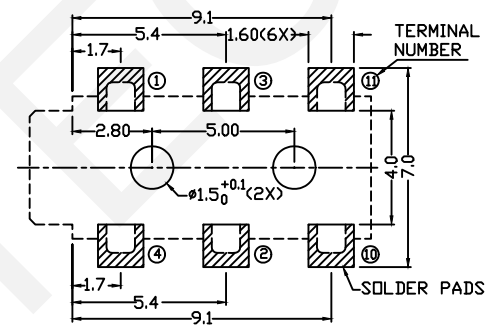 9.1
5.4
1.60(6X)
TERMINAL
NUMBER
1.7
① ③ ⑪
2.80
5.00
4.0
7.0
⌀1.5 +0.1 0 (2X)
④ ② ⑩
1.7
SOLDER PADS
5.4
9.1